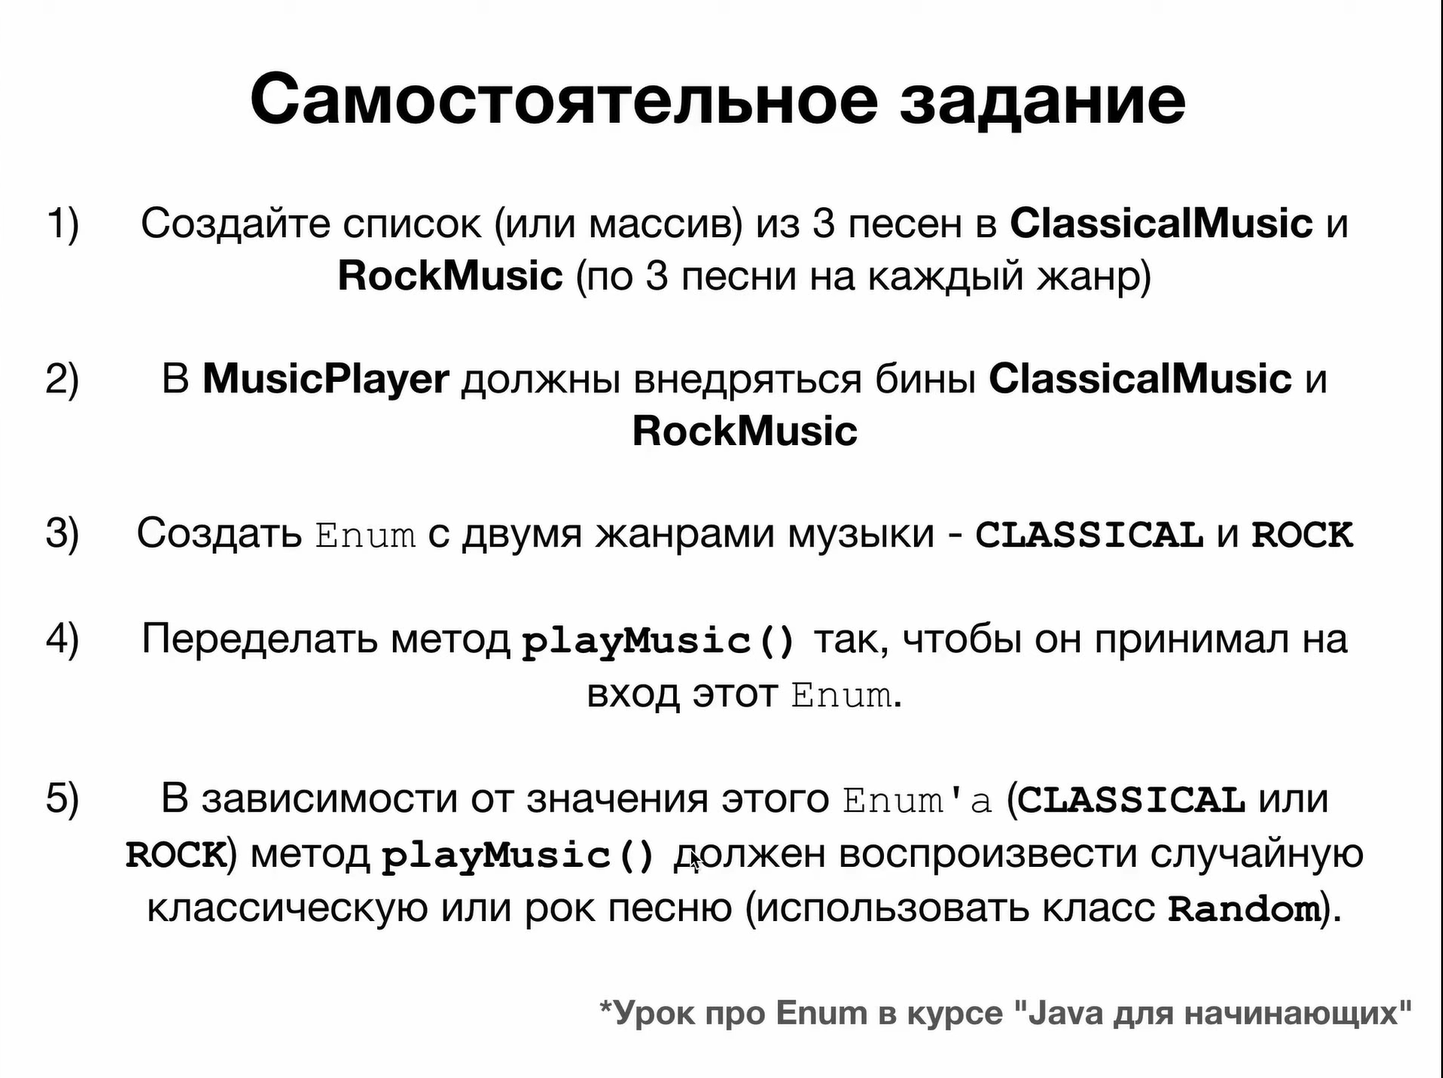 Самостоятельное задание
1) Создайте список (или массив) из 3 песен в ClassicalMusic и
RockMusic (по 3 песни на каждый жанр)
2) В MusicPlayer должны внедряться бины ClassicalMusic и
RockMusic
3) Создать Enum с двумя жанрами музыки - CLASSICAL и ROCK
4) Переделать метод playMusic() так, чтобы он принимал на
вход этот Enum.
5) В зависимости от значения этого Enum'а (CLASSICAL или
ROCK) метод playMusic() должен воспроизвести случайную
классическую или рок песню (использовать класс Random).
*Урок про Enum в курсе "Java для начинающих"